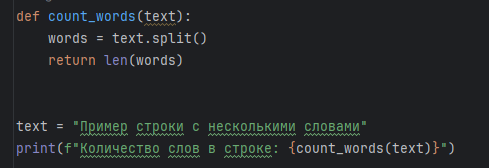 def count_words(text):
    words = text.split()
    return len(words)
text = "Пример строки с несколькими словами"
print(f"Количество слов в строке: {count_words(text)}")